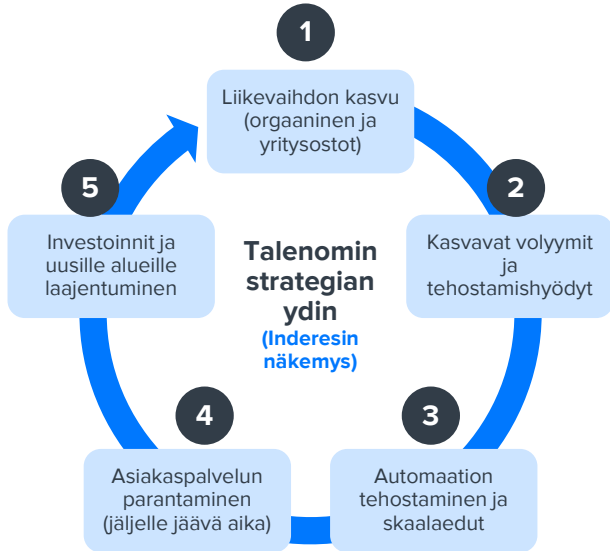 1
Liikevaihdon kasvu
(orgaaninen ja
yritysostot)
2
Kasvavat volyymit
ja
tehostamishyödyt
3
Automaation
tehostaminen ja
skaalaedut
4
Asiakaspalvelun
parantaminen
(jäljelle jäävä aika)
5
Investoinnit ja
uusille alueille
laajentuminen
Talenomin
strategian
ydin
(Inderesin
näkemys)